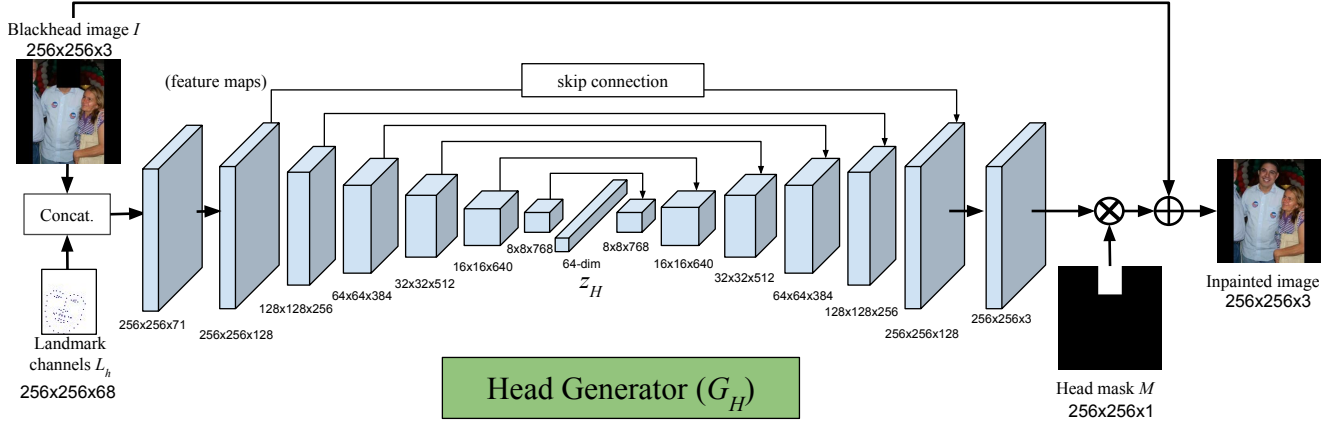 Blackhead image I
256x256x3
(feature maps)
skip connection
Concat.
Landmark
channels L_h
256x256x68
256x256x71
256x256x128
128x128x256
64x64x384
32x32x512
16x16x640
8x8x768
64-dim
z_H
8x8x768
16x16x640
32x32x512
64x64x384
128x128x256
256x256x128
256x256x3
Head mask M
256x256x1
Inpainted image
256x256x3
Head Generator (G_H)